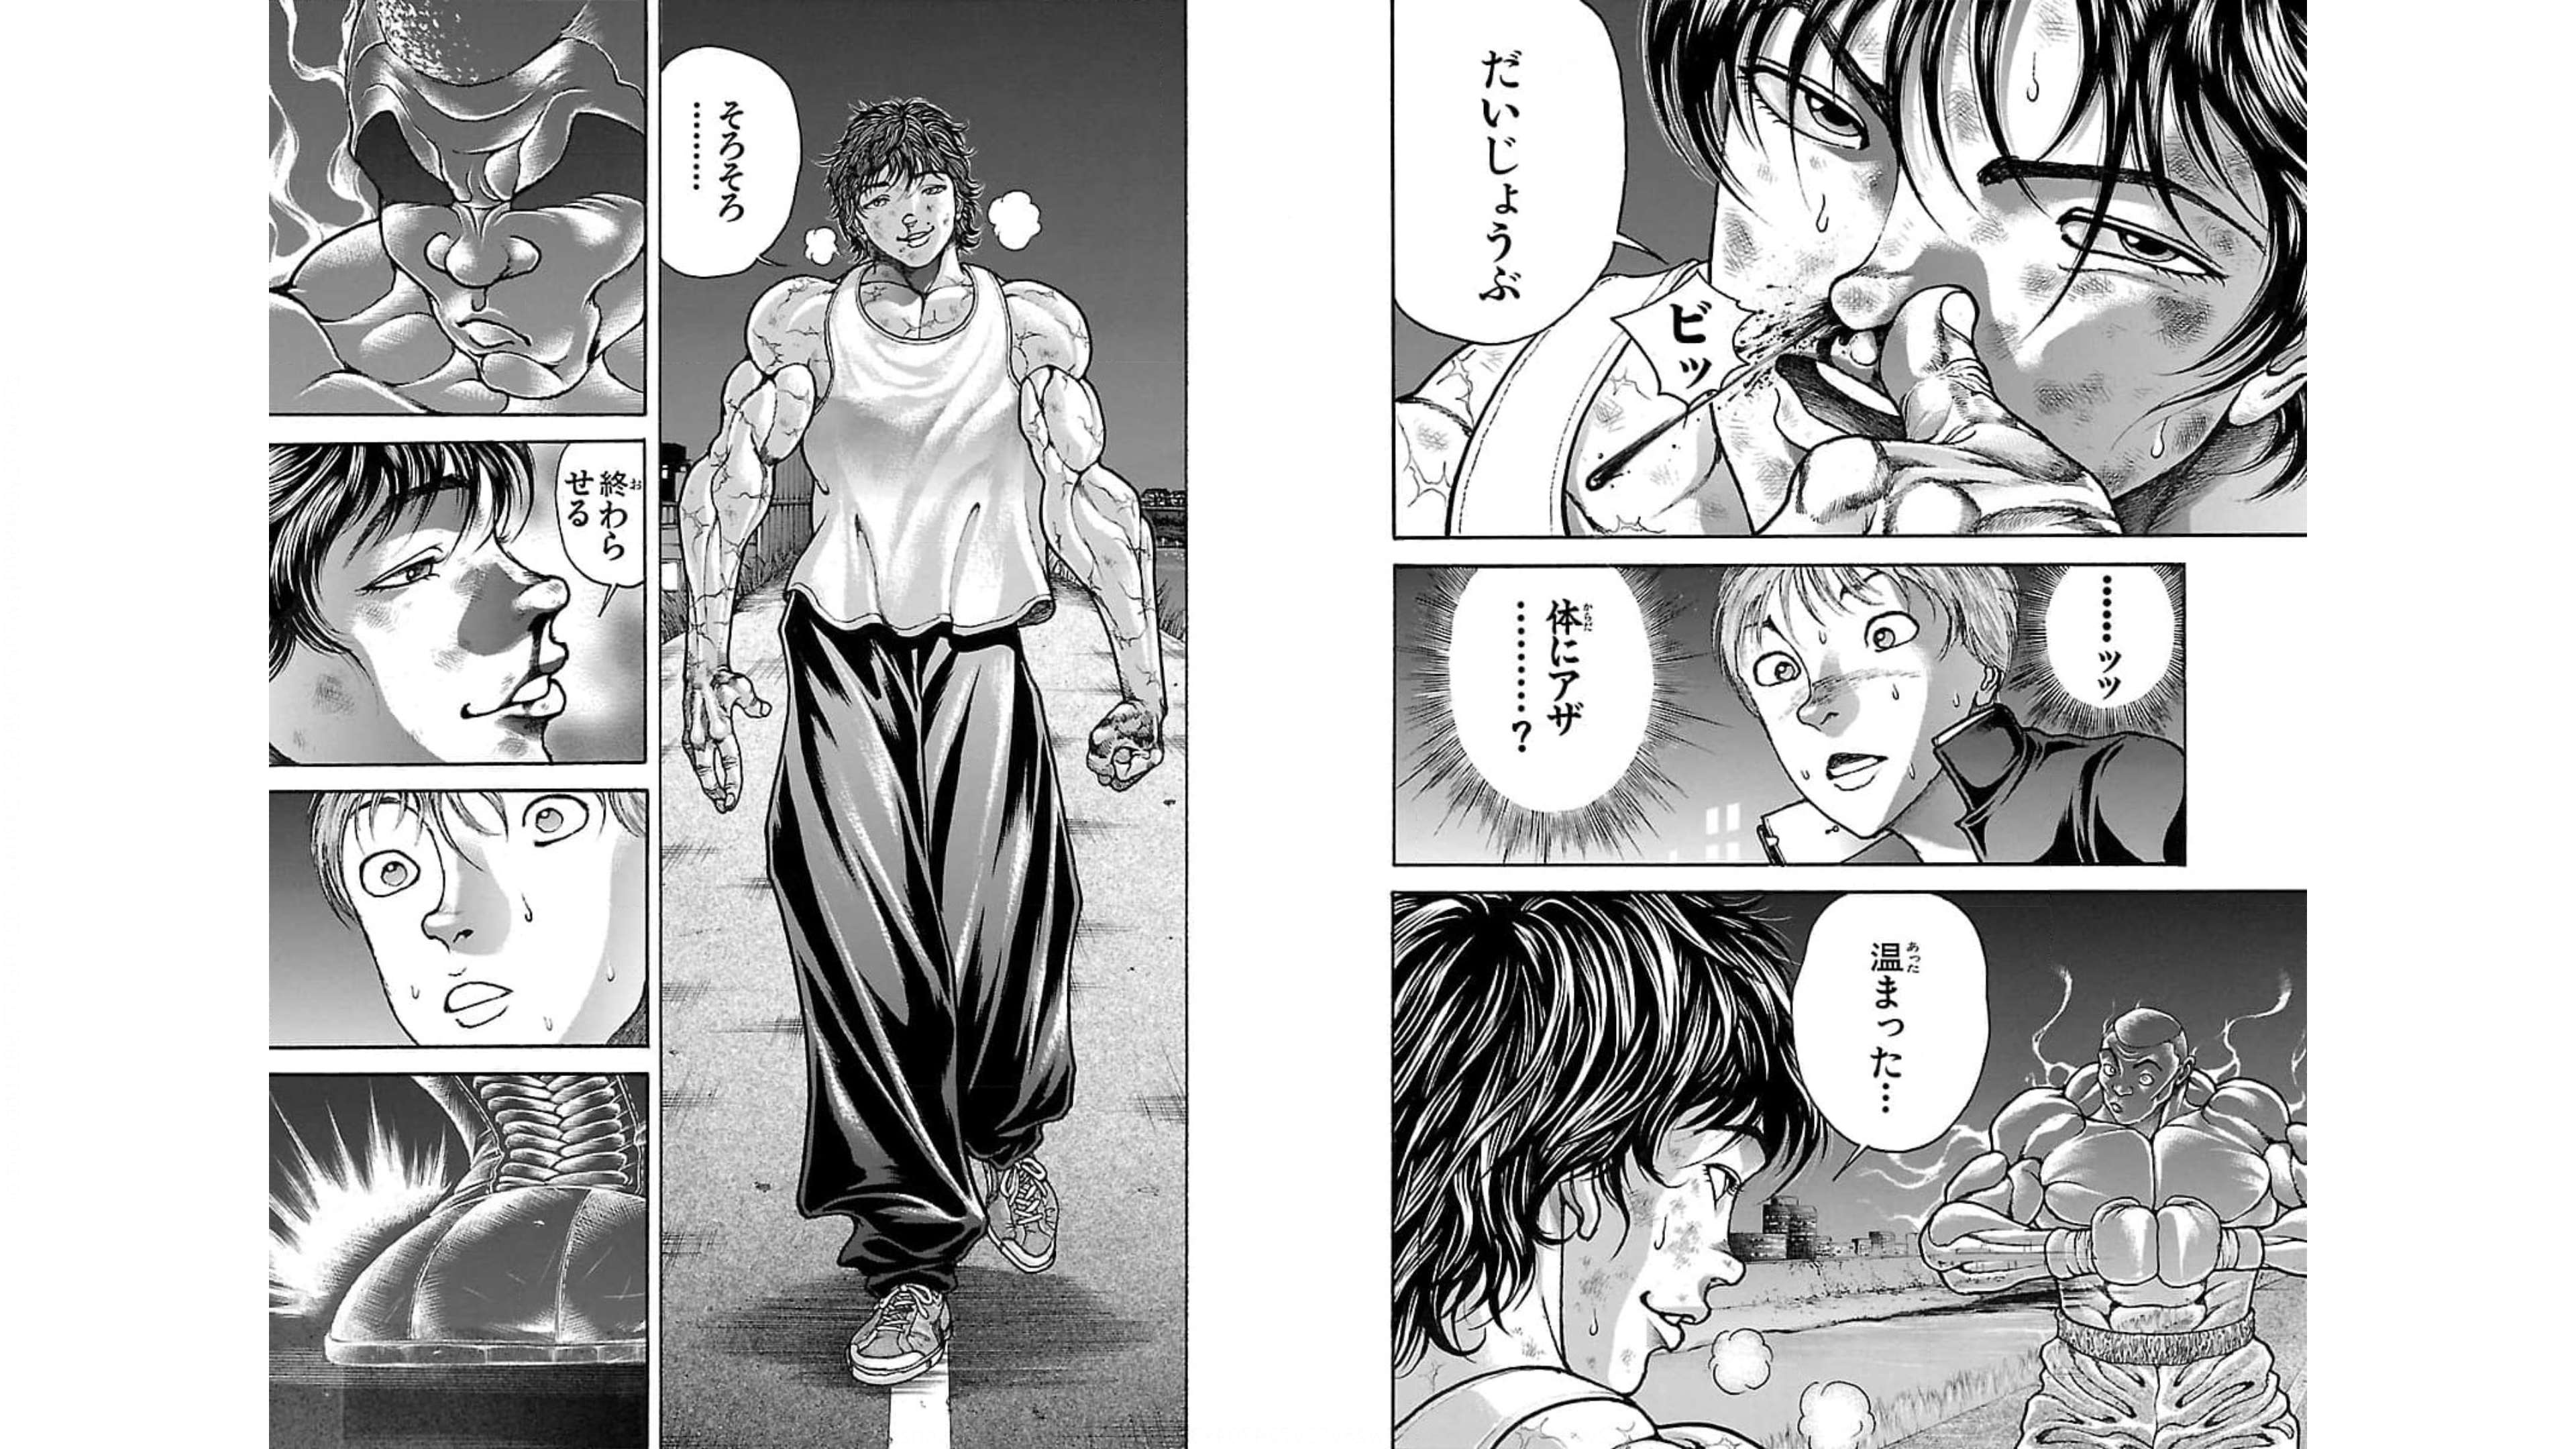 だいじょうぶ
ビッ
………ッッ
体にアザ
…………？
温まった…
そろそろ
………
終わら
せる